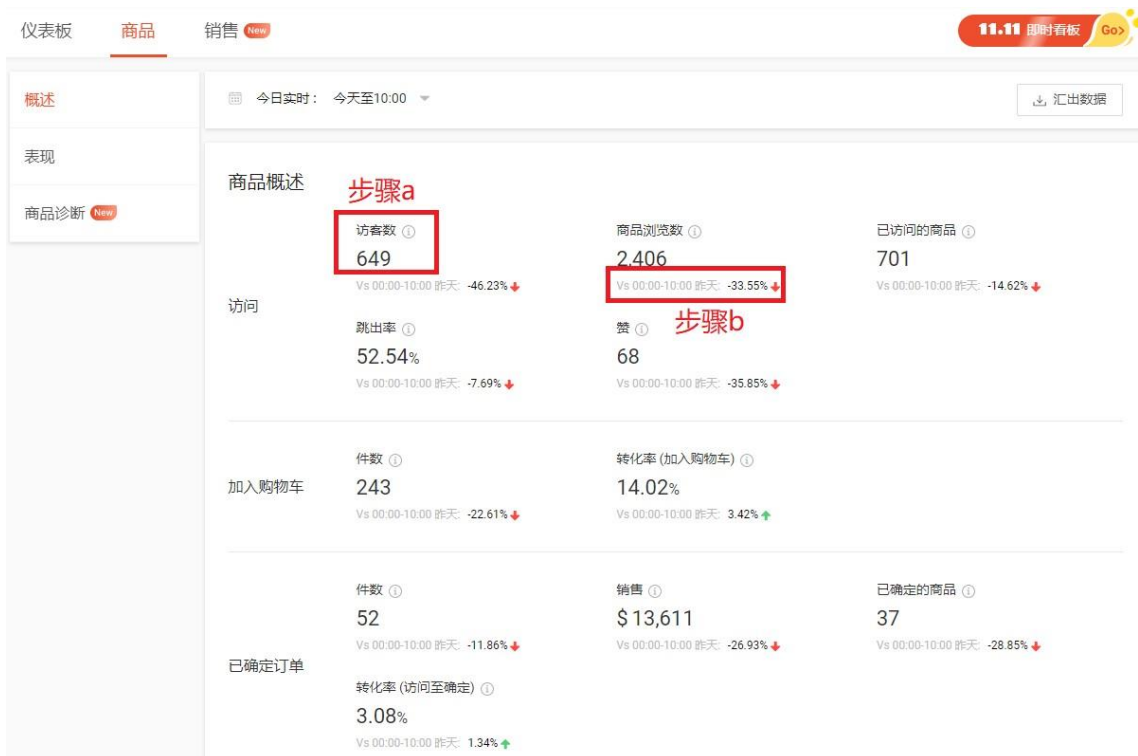 仪表板 商品 销售 New 11.11 即时看板 Go>
概述 今日实时： 今天至10:00 汇出数据
表现
商品概述 步骤a
商品诊断 New
访客数 商品浏览数 已访问的商品
649 2,406 701
Vs 00:00-10:00 昨天: -46.23% Vs 00:00-10:00 昨天: -33.55% Vs 00:00-10:00 昨天: -14.62%
访问
步骤b
跳出率 赞
52.54% 68
Vs 00:00-10:00 昨天: -7.69% Vs 00:00-10:00 昨天: -35.85%
件数 转化率 (加入购物车)
加入购物车 243 14.02%
Vs 00:00-10:00 昨天: -22.61% Vs 00:00-10:00 昨天: 3.42%
件数 销售 已确定的商品
52 $ 13,611 37
Vs 00:00-10:00 昨天: -11.86% Vs 00:00-10:00 昨天: -26.93% Vs 00:00-10:00 昨天: -28.85%
已确定订单
转化率 (访问至确定)
3.08%
Vs 00:00-10:00 昨天: 1.34%